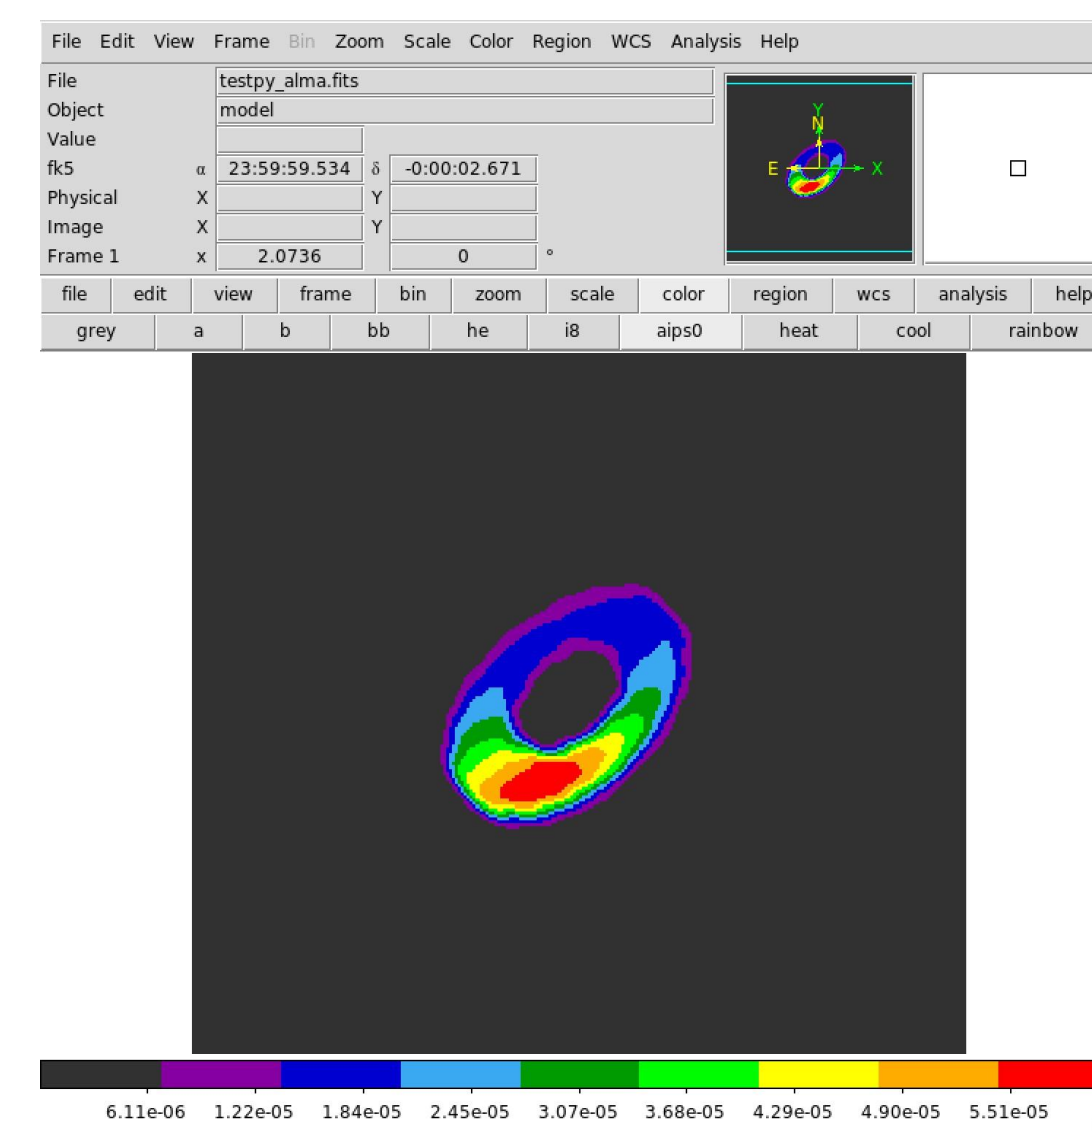 File Edit View Frame Bin Zoom Scale Color Region WCS Analysis Help
File testpy_alma.fits
Object model
Value
fk5 α 23:59:59.534 δ -0:00:02.671
Physical X Y
Image X Y
Frame 1 x 2.0736 0 °
Y
N
E X
file edit view frame bin zoom scale color region wcs analysis help
grey a b bb he i8 aips0 heat cool rainbow
6.11e-06 1.22e-05 1.84e-05 2.45e-05 3.07e-05 3.68e-05 4.29e-05 4.90e-05 5.51e-05